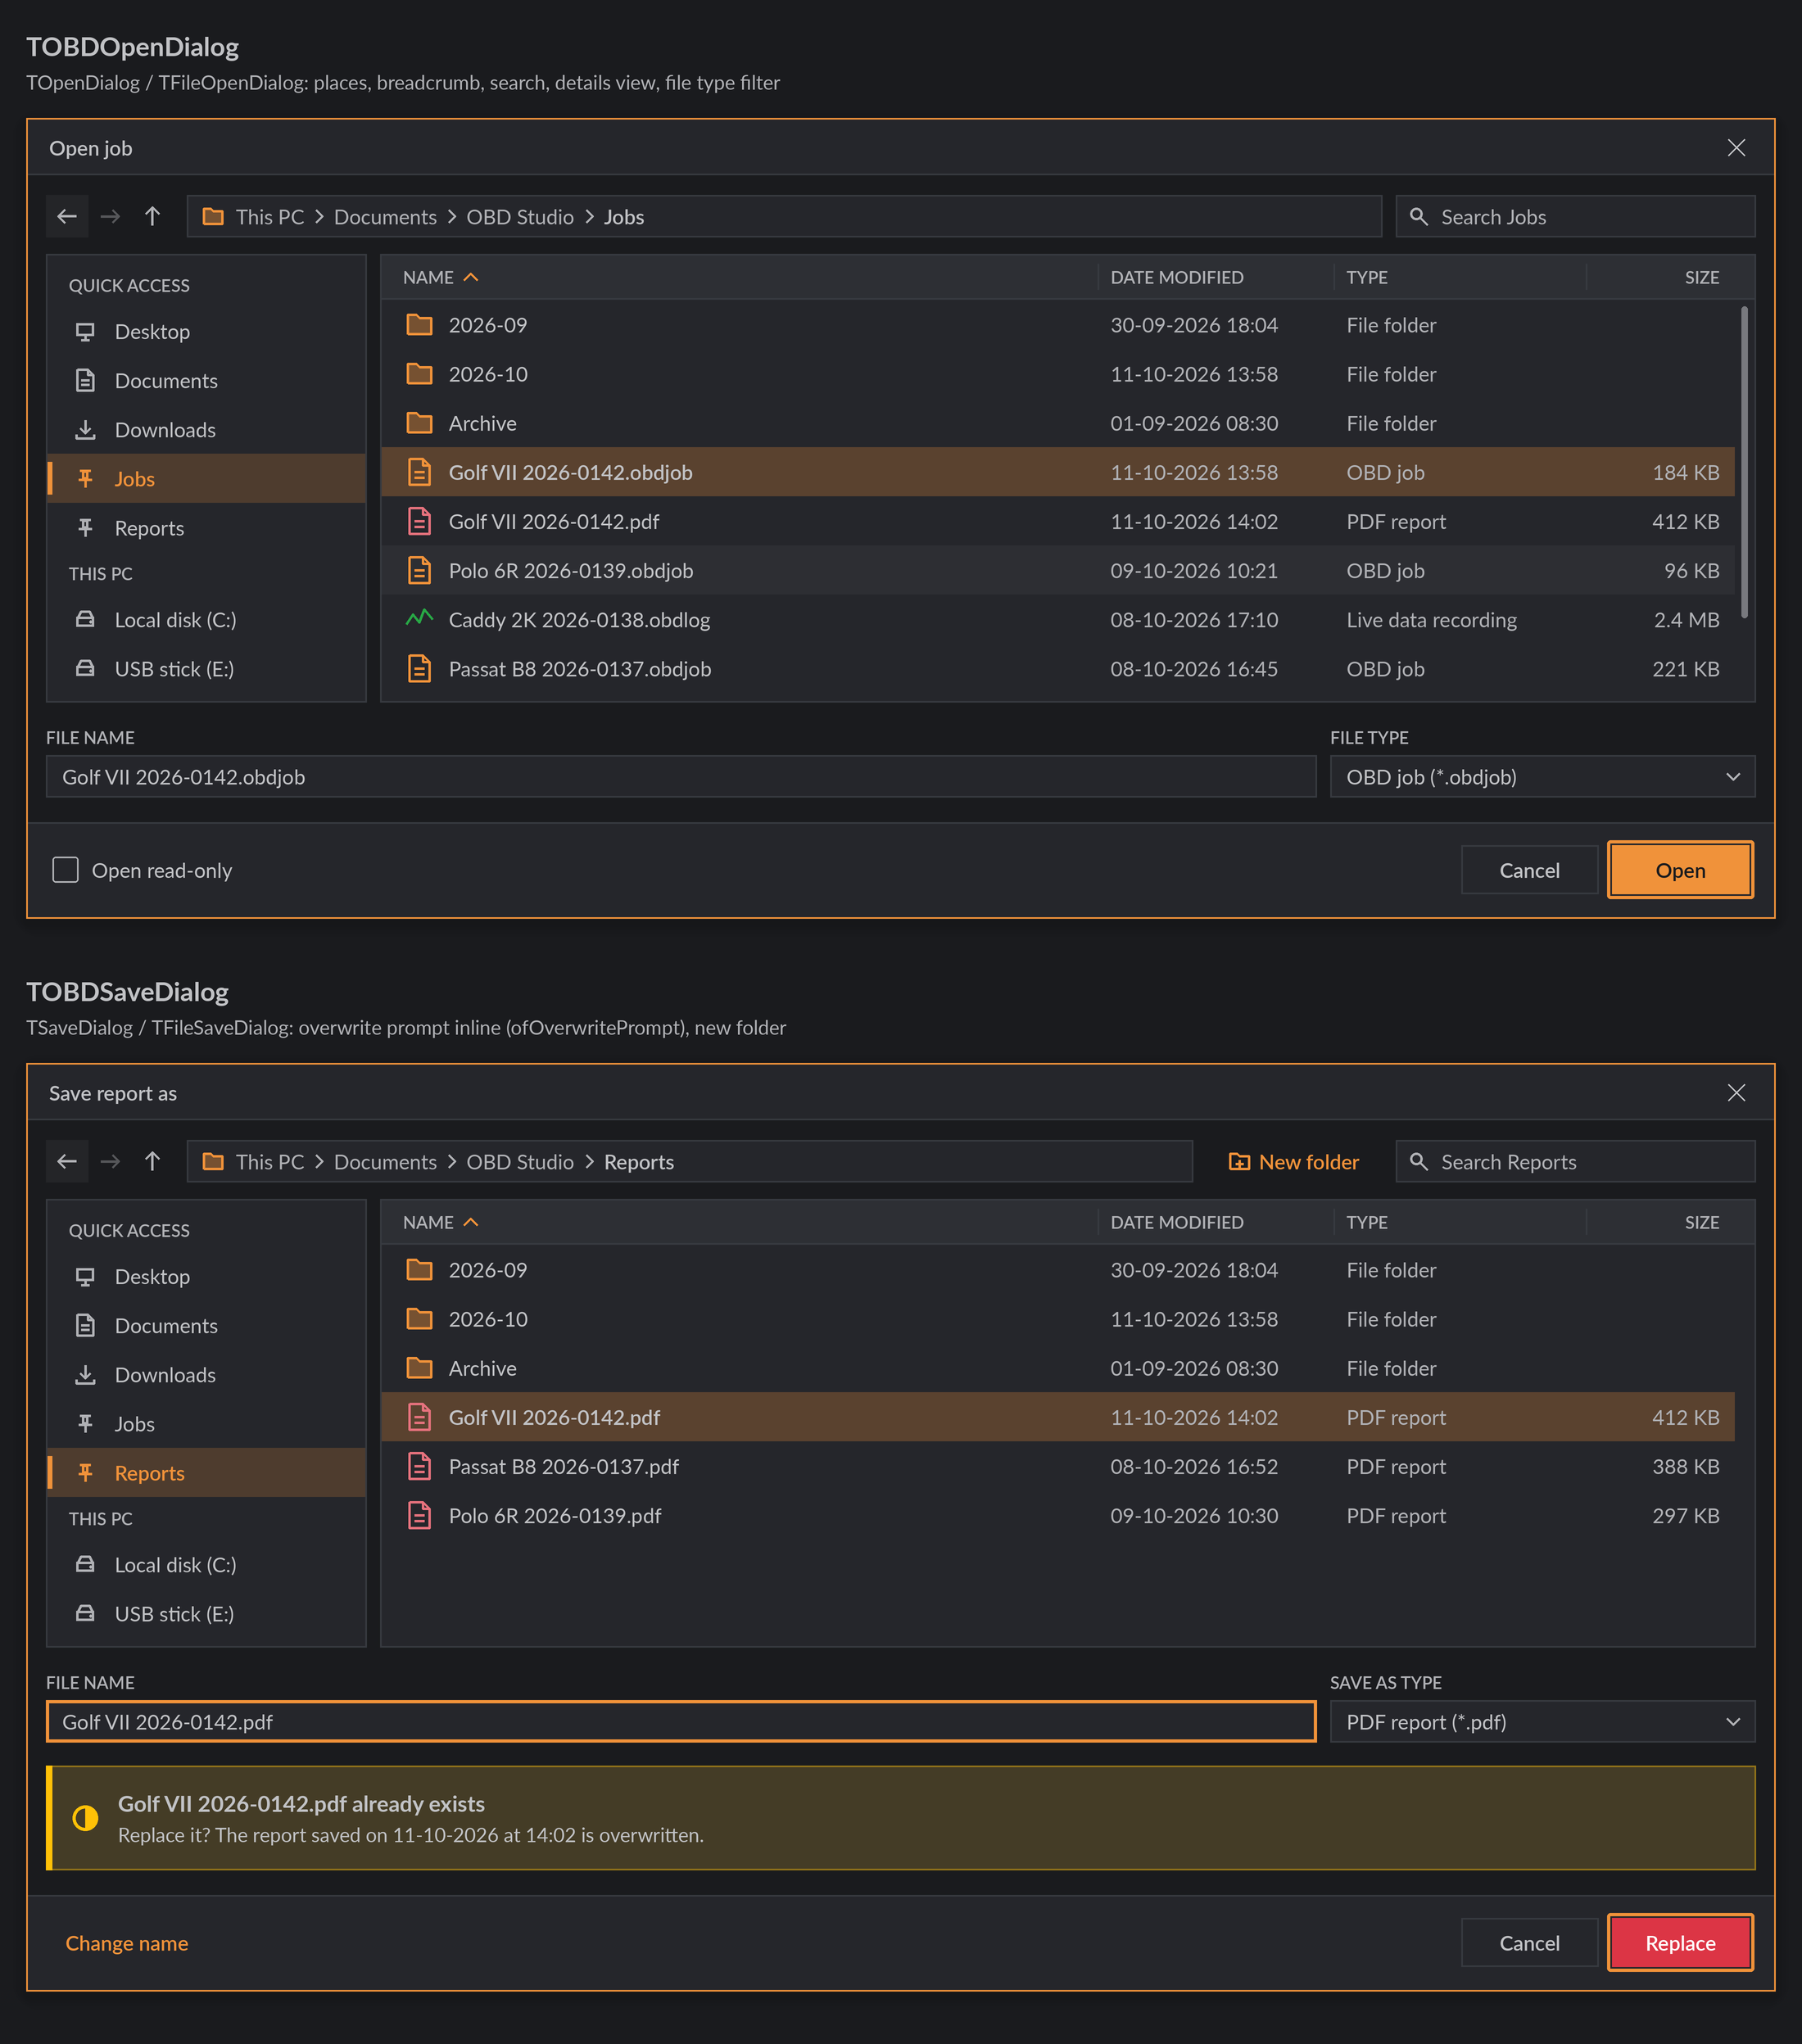 TOBDOpenDialog
TOpenDialog / TFileOpenDialog: places, breadcrumb, search, details view, file type filter
Open job
This PC > Documents > OBD Studio > Jobs
Search Jobs
QUICK ACCESS
Desktop
Documents
Downloads
Jobs
Reports
THIS PC
Local disk (C:)
USB stick (E:)
NAME DATE MODIFIED TYPE SIZE
2026-09 30-09-2026 18:04 File folder
2026-10 11-10-2026 13:58 File folder
Archive 01-09-2026 08:30 File folder
Golf VII 2026-0142.obdjob 11-10-2026 13:58 OBD job 184 KB
Golf VII 2026-0142.pdf 11-10-2026 14:02 PDF report 412 KB
Polo 6R 2026-0139.obdjob 09-10-2026 10:21 OBD job 96 KB
Caddy 2K 2026-0138.obdlog 08-10-2026 17:10 Live data recording 2.4 MB
Passat B8 2026-0137.obdjob 08-10-2026 16:45 OBD job 221 KB
FILE NAME
Golf VII 2026-0142.obdjob
FILE TYPE
OBD job (*.obdjob)
Open read-only
Cancel
Open
TOBDSaveDialog
TSaveDialog / TFileSaveDialog: overwrite prompt inline (ofOverwritePrompt), new folder
Save report as
This PC > Documents > OBD Studio > Reports
New folder
Search Reports
QUICK ACCESS
Desktop
Documents
Downloads
Jobs
Reports
THIS PC
Local disk (C:)
USB stick (E:)
NAME DATE MODIFIED TYPE SIZE
2026-09 30-09-2026 18:04 File folder
2026-10 11-10-2026 13:58 File folder
Archive 01-09-2026 08:30 File folder
Golf VII 2026-0142.pdf 11-10-2026 14:02 PDF report 412 KB
Passat B8 2026-0137.pdf 08-10-2026 16:52 PDF report 388 KB
Polo 6R 2026-0139.pdf 09-10-2026 10:30 PDF report 297 KB
FILE NAME
Golf VII 2026-0142.pdf
SAVE AS TYPE
PDF report (*.pdf)
Golf VII 2026-0142.pdf already exists
Replace it? The report saved on 11-10-2026 at 14:02 is overwritten.
Change name
Cancel
Replace